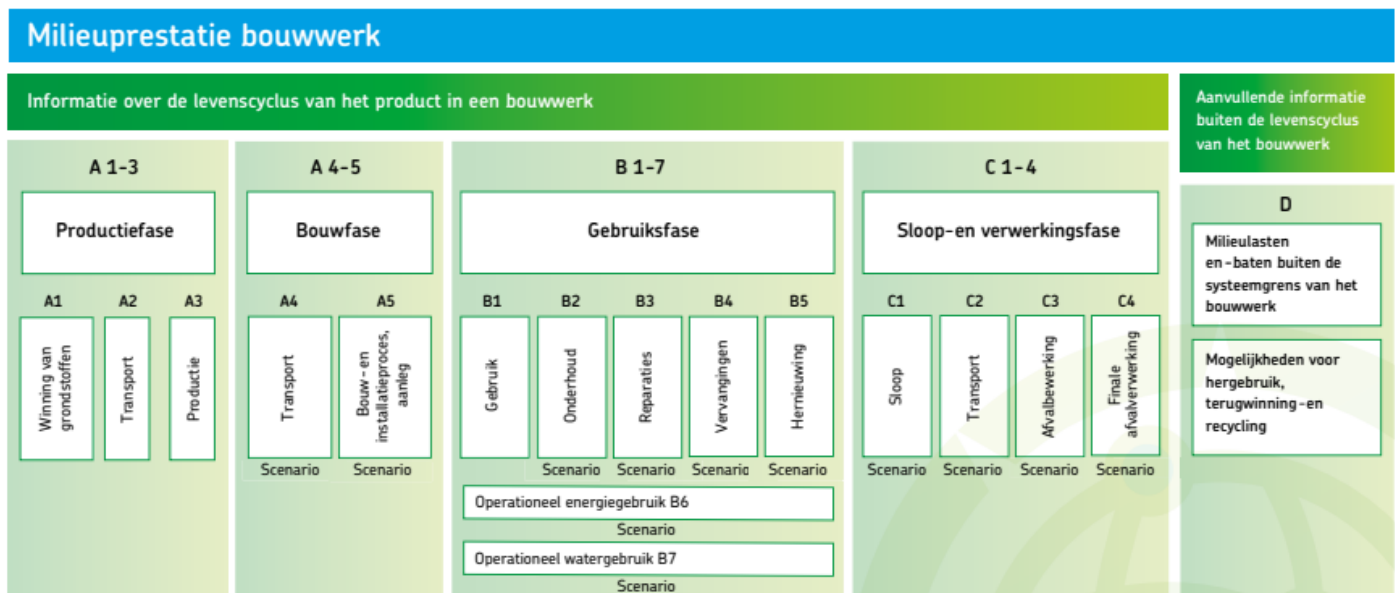 Milieuprestatie bouwwerk
Informatie over de levenscyclus van het product in een bouwwerk
Aanvullende informatie
buiten de levenscyclus
van het bouwwerk
A 1-3
Productiefase
A1
A2
A3
Winning van
grondstoffen
Transport
Productie
A 4-5
Bouwfase
A4
A5
Transport
Bouw-en
installatieproces,
aanleg
Scenario
Scenario
B 1-7
Gebruiksfase
B1
B2
B3
B4
B5
Gebruik
Onderhoud
Reparaties
Vervangingen
Hernieuwing
Scenario
Scenario
Scenario
Scenario
Operationeel energiegebruik B6
Scenario
Operationeel watergebruik B7
Scenario
C 1-4
Sloop-en verwerkingsfase
C1
C2
C3
C4
Sloop
Transport
Afvalbewerking
Finale
afvalverwerking
Scenario
Scenario
Scenario
Scenario
D
Milieulasten
en-baten buiten de
systeemgrens van het
bouwwerk
Mogelijkheden voor
hergebruik,
terugwinning-en
recycling